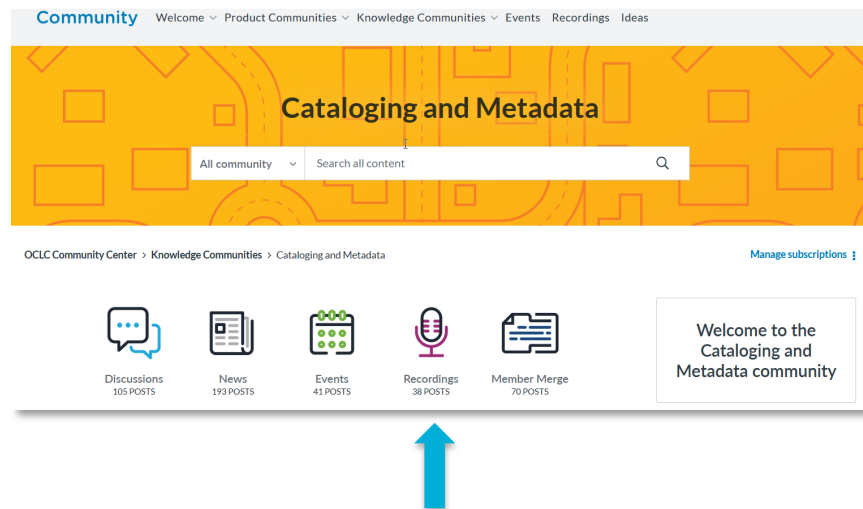 Community Welcome Product Communities Knowledge Communities Events Recordings Ideas
Cataloging and Metadata
All community Search all content
OCLC Community Center > Knowledge Communities > Cataloging and Metadata Manage subscriptions
Discussions
105 POSTS
News
193 POSTS
Events
41 POSTS
Recordings
38 POSTS
Member Merge
70 POSTS
Welcome to the
Cataloging and
Metadata community